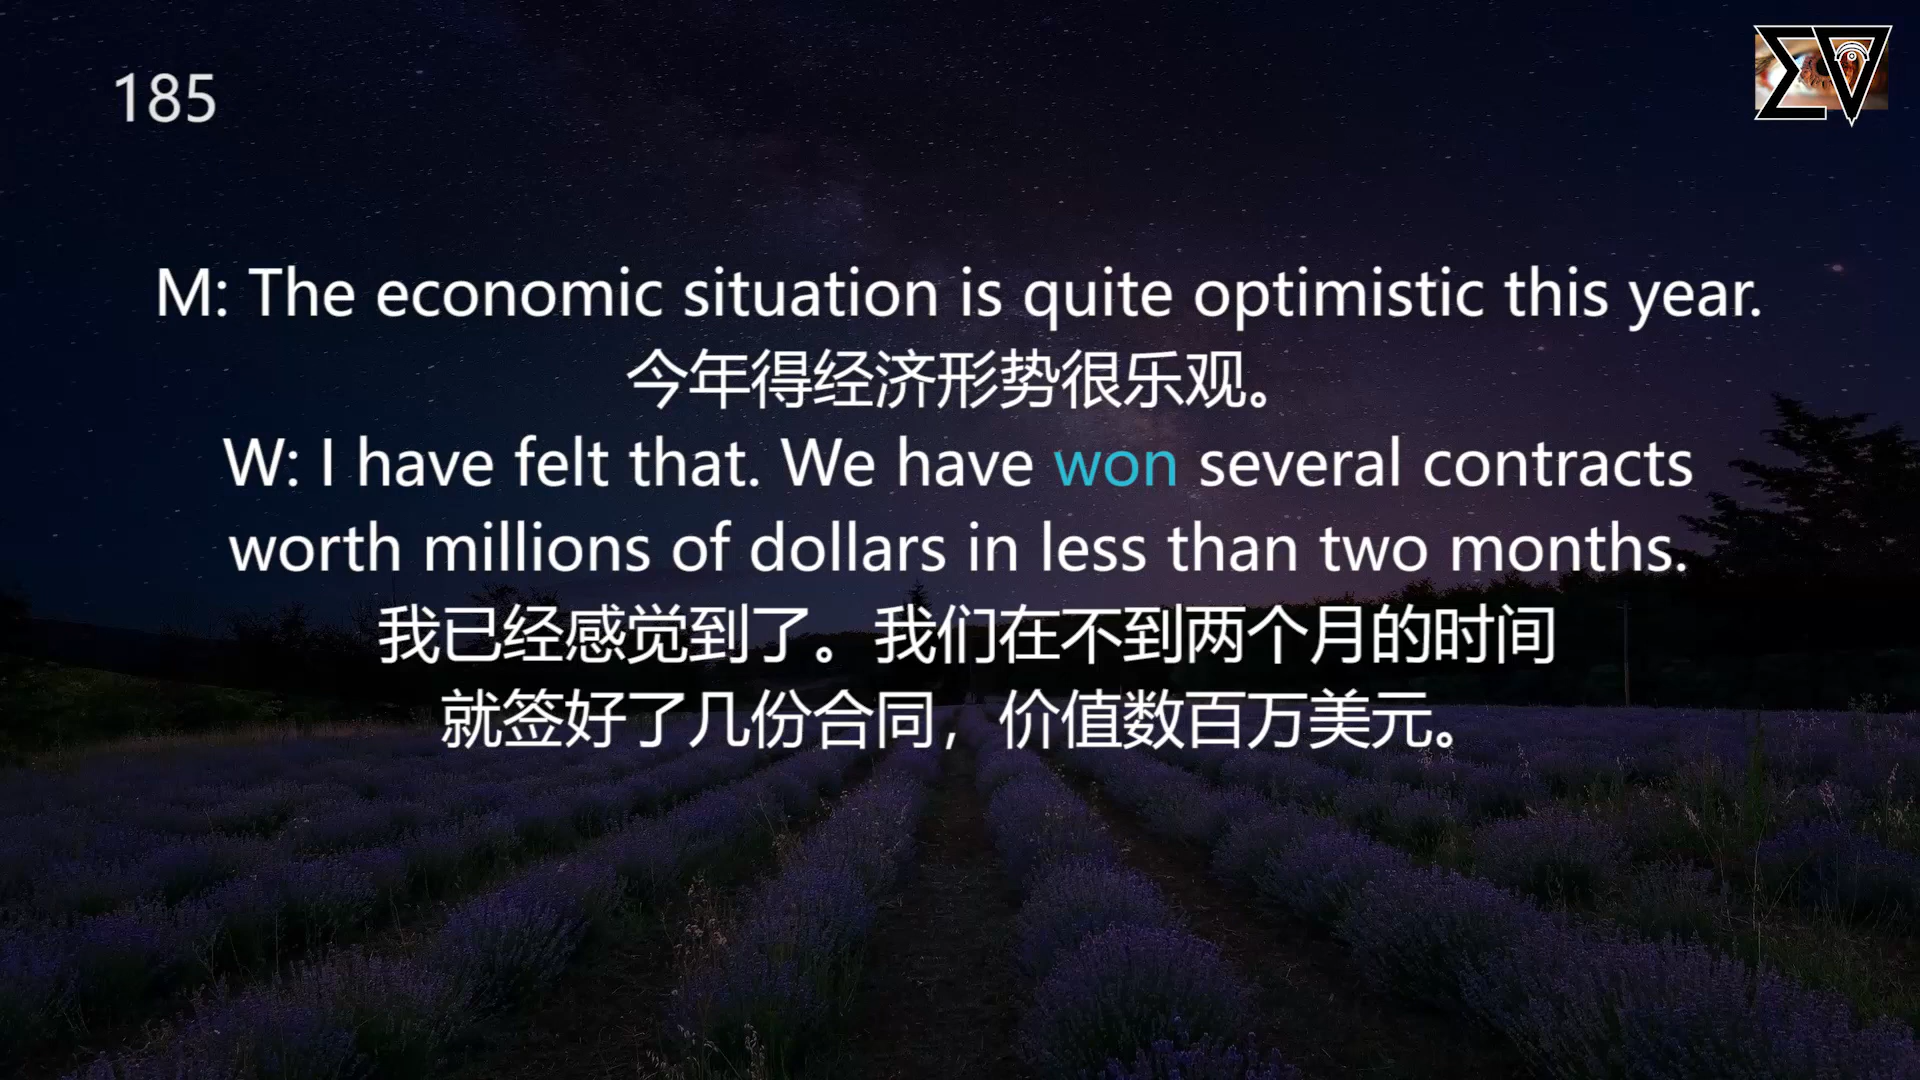 185
M: The economic situation is quite optimistic this year.
今年得经济形势很乐观。
W: I have felt that. We have won several contracts
worth millions of dollars in less than two months.
我已经感觉到了。我们在不到两个月的时间
就签好了几份合同，价值数百万美元。